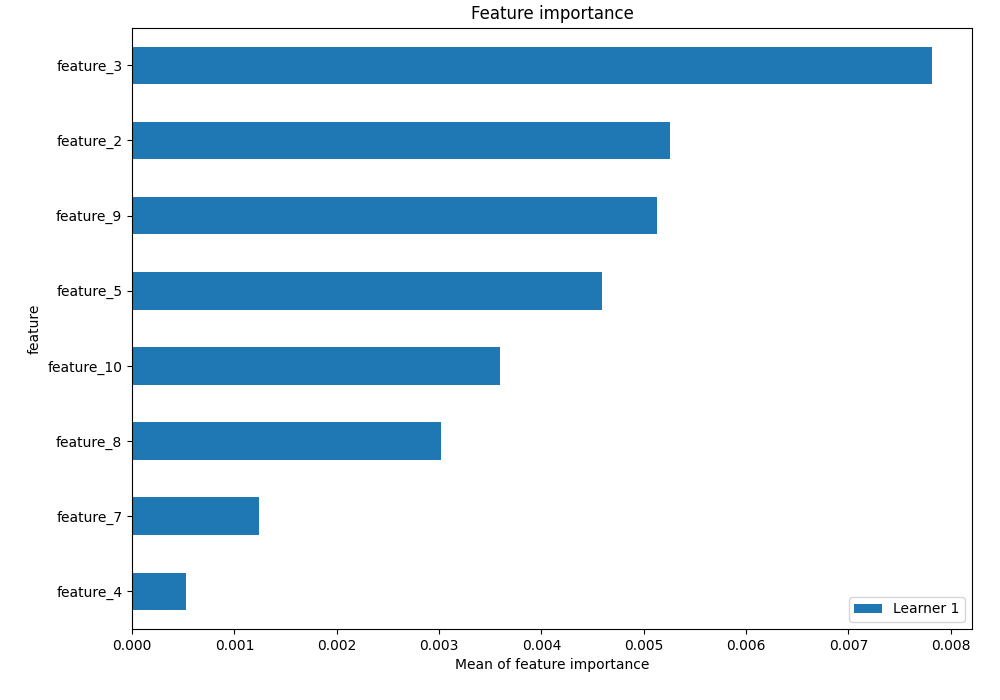 Feature importance
feature_3
feature_2
feature_9
feature_5
feature_10
feature_8
feature_7
feature_4
feature
0.000 0.001 0.002 0.003 0.004 0.005 0.006 0.007 0.008
Mean of feature importance
Learner 1